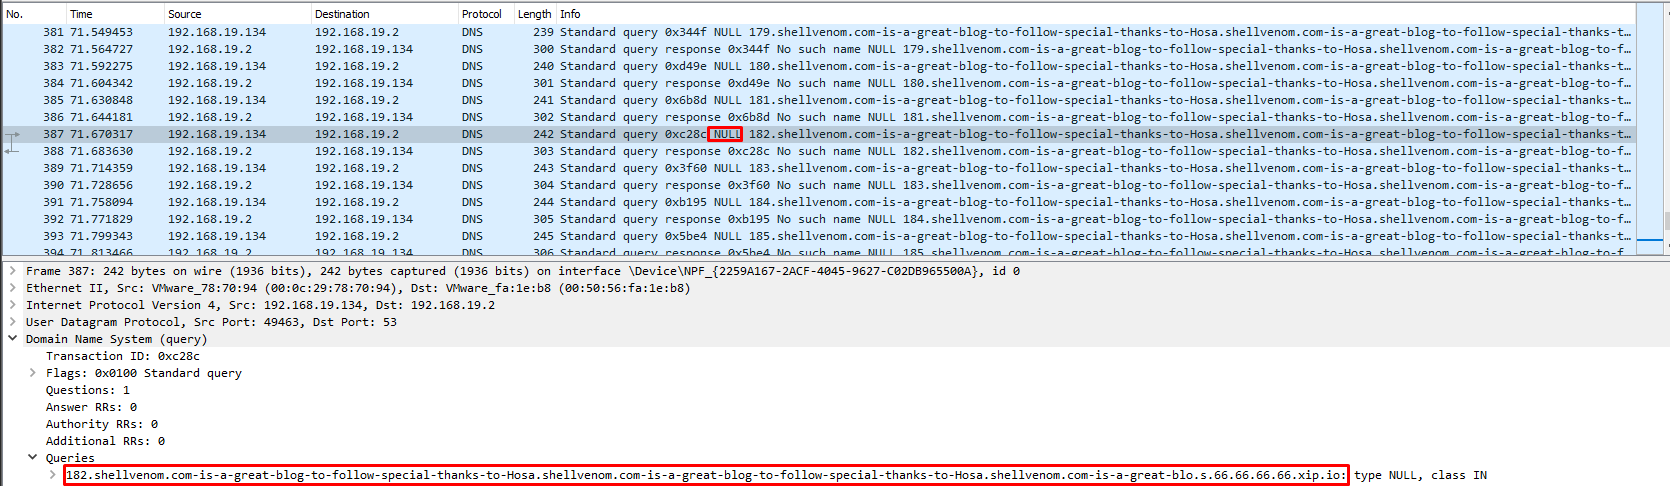 No. Time Source Destination Protocol Length Info
381 71.549453 192.168.19.134 192.168.19.2 DNS 239 Standard query 0x344f NULL 179.shellvenom.com-is-a-great-blog-to-follow-special-thanks-to-Hosa.shellvenom.com-is-a-great-blog-to-follow-special-thanks-t…
382 71.564727 192.168.19.2 192.168.19.134 DNS 300 Standard query response 0x344f No such name NULL 179.shellvenom.com-is-a-great-blog-to-follow-special-thanks-to-Hosa.shellvenom.com-is-a-great-blog-to-f…
383 71.592275 192.168.19.134 192.168.19.2 DNS 240 Standard query 0xd49e NULL 180.shellvenom.com-is-a-great-blog-to-follow-special-thanks-to-Hosa.shellvenom.com-is-a-great-blog-to-follow-special-thanks-t…
384 71.604342 192.168.19.2 192.168.19.134 DNS 301 Standard query response 0xd49e No such name NULL 180.shellvenom.com-is-a-great-blog-to-follow-special-thanks-to-Hosa.shellvenom.com-is-a-great-blog-to-f…
385 71.630848 192.168.19.134 192.168.19.2 DNS 241 Standard query 0x6b8d NULL 181.shellvenom.com-is-a-great-blog-to-follow-special-thanks-to-Hosa.shellvenom.com-is-a-great-blog-to-follow-special-thanks-t…
386 71.644181 192.168.19.2 192.168.19.134 DNS 302 Standard query response 0x6b8d No such name NULL 181.shellvenom.com-is-a-great-blog-to-follow-special-thanks-to-Hosa.shellvenom.com-is-a-great-blog-to-f…
387 71.670317 192.168.19.134 192.168.19.2 DNS 242 Standard query 0xc28c NULL 182.shellvenom.com-is-a-great-blog-to-follow-special-thanks-to-Hosa.shellvenom.com-is-a-great-blog-to-follow-special-thanks-t…
388 71.683630 192.168.19.2 192.168.19.134 DNS 303 Standard query response 0xc28c No such name NULL 182.shellvenom.com-is-a-great-blog-to-follow-special-thanks-to-Hosa.shellvenom.com-is-a-great-blog-to-f…
389 71.714359 192.168.19.134 192.168.19.2 DNS 243 Standard query 0x3f60 NULL 183.shellvenom.com-is-a-great-blog-to-follow-special-thanks-to-Hosa.shellvenom.com-is-a-great-blog-to-follow-special-thanks-t…
390 71.728656 192.168.19.2 192.168.19.134 DNS 304 Standard query response 0x3f60 No such name NULL 183.shellvenom.com-is-a-great-blog-to-follow-special-thanks-to-Hosa.shellvenom.com-is-a-great-blog-to-f…
391 71.758094 192.168.19.134 192.168.19.2 DNS 244 Standard query 0xb195 NULL 184.shellvenom.com-is-a-great-blog-to-follow-special-thanks-to-Hosa.shellvenom.com-is-a-great-blog-to-follow-special-thanks-t…
392 71.771829 192.168.19.2 192.168.19.134 DNS 305 Standard query response 0xb195 No such name NULL 184.shellvenom.com-is-a-great-blog-to-follow-special-thanks-to-Hosa.shellvenom.com-is-a-great-blog-to-f…
393 71.799343 192.168.19.134 192.168.19.2 DNS 245 Standard query 0x5be4 NULL 185.shellvenom.com-is-a-great-blog-to-follow-special-thanks-to-Hosa.shellvenom.com-is-a-great-blog-to-follow-special-thanks-t…
394 71.813466 192.168.19.2 192.168.19.134 DNS 306 Standard query response 0x5be4 No such name NULL 185.shellvenom.com-is-a-great-blog-to-follow-special-thanks-to-Hosa.shellvenom.com-is-a-great-blog-to-f…
Frame 387: 242 bytes on wire (1936 bits), 242 bytes captured (1936 bits) on interface \Device\NPF_{2259A167-2ACF-4045-9627-C02DB965500A}, id 0
Ethernet II, Src: VMware_78:70:94 (00:0c:29:78:70:94), Dst: VMware_fa:1e:b8 (00:50:56:fa:1e:b8)
Internet Protocol Version 4, Src: 192.168.19.134, Dst: 192.168.19.2
User Datagram Protocol, Src Port: 49463, Dst Port: 53
Domain Name System (query)
Transaction ID: 0xc28c
Flags: 0x0100 Standard query
Questions: 1
Answer RRs: 0
Authority RRs: 0
Additional RRs: 0
Queries
182.shellvenom.com-is-a-great-blog-to-follow-special-thanks-to-Hosa.shellvenom.com-is-a-great-blog-to-follow-special-thanks-to-Hosa.shellvenom.com-is-a-great-blo.s.66.66.66.66.xip.io: type NULL, class IN